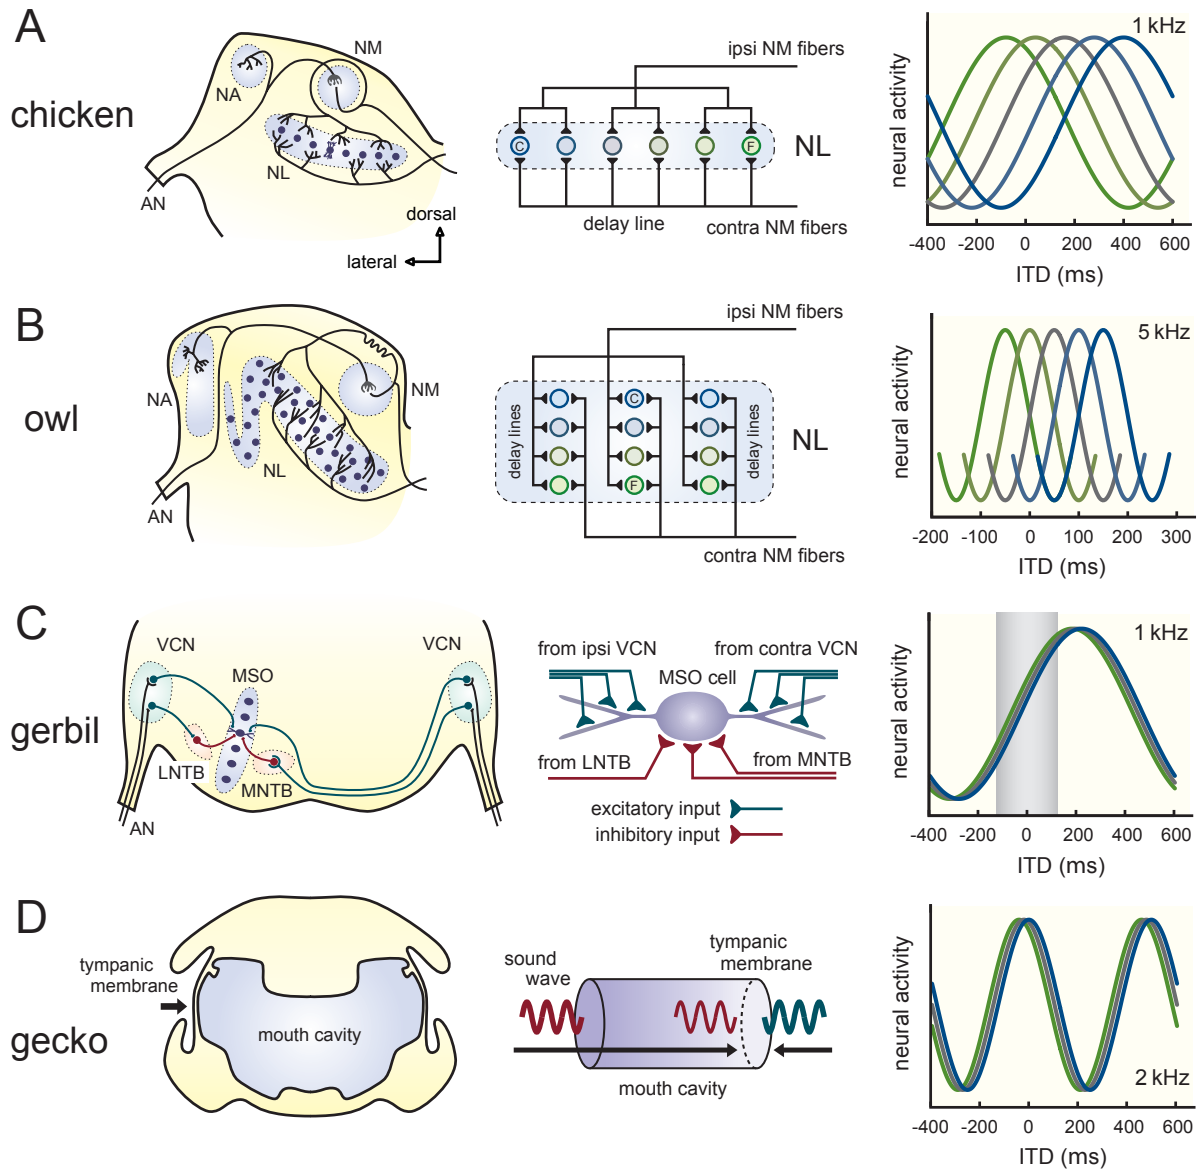 A
chicken
NA
NM
NL
AN
dorsal
lateral
ipsi NM fibers
C
F
NL
delay line
contra NM fibers
neural activity
1 kHz
-400 -200 0 200 400 600
ITD (ms)
B
owl
NA
NM
NL
AN
ipsi NM fibers
delay lines
C
F
delay lines
NL
contra NM fibers
neural activity
5 kHz
-200 -100 0 100 200 300
ITD (ms)
C
gerbil
VCN
VCN
MSO
LNTB
MNTB
AN
from ipsi VCN
from contra VCN
MSO cell
from LNTB
from MNTB
excitatory input
inhibitory input
neural activity
1 kHz
-400 -200 0 200 400 600
ITD (ms)
D
gecko
tympanic
membrane
mouth cavity
sound
wave
tympanic
membrane
mouth cavity
neural activity
2 kHz
-400 -200 0 200 400 600
ITD (ms)